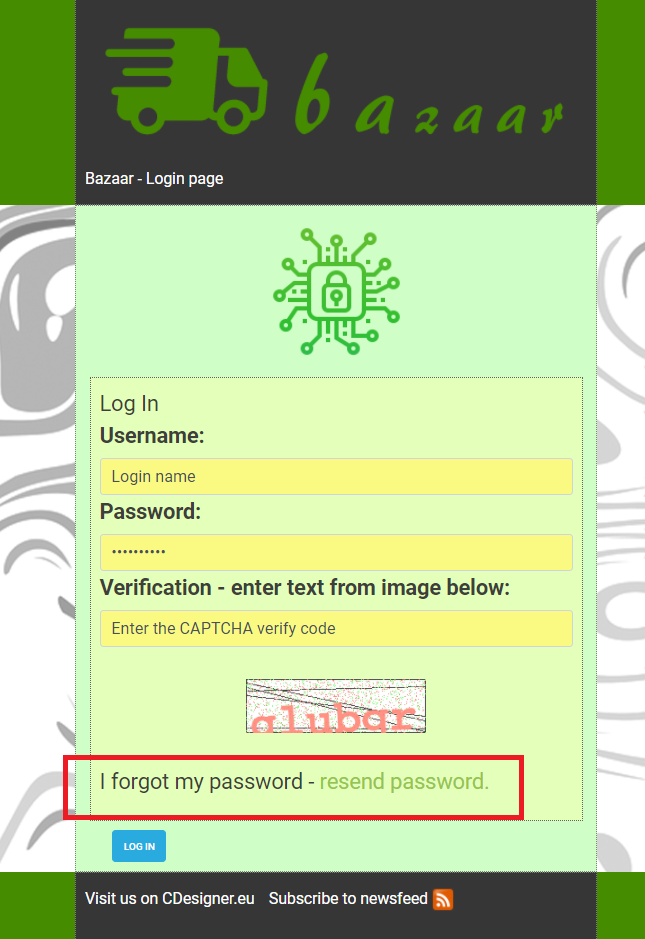 bazaar
Bazaar - Login page
Log In
Username:
Login name
Password:
••••••••••
Verification - enter text from image below:
Enter the CAPTCHA verify code
glubqr
I forgot my password - resend password.
LOG IN
Visit us on CDesigner.eu Subscribe to newsfeed